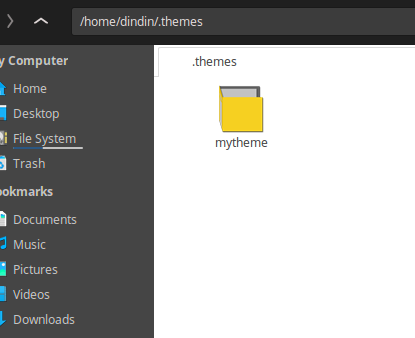 /home/dindin/.themes
y Computer
Home
Desktop
File System
Trash
ookmarks
Documents
Music
Pictures
Videos
Downloads
.themes
mytheme